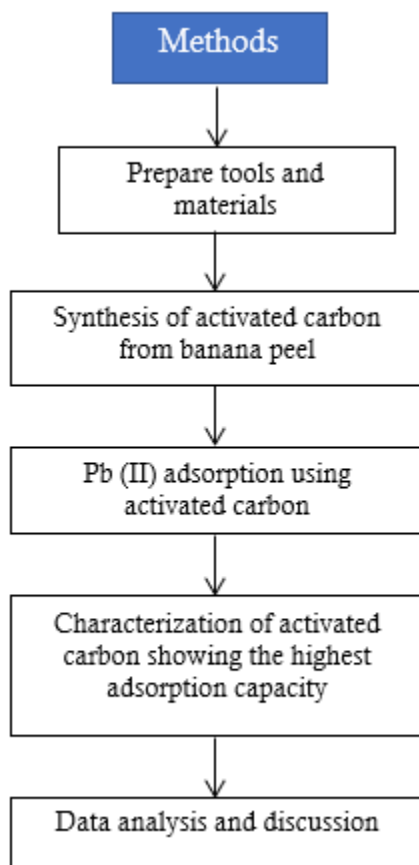 Methods
Prepare tools and
materials
Synthesis of activated carbon
from banana peel
Pb (II) adsorption using
activated carbon
Characterization of activated
carbon showing the highest
adsorption capacity
Data analysis and discussion